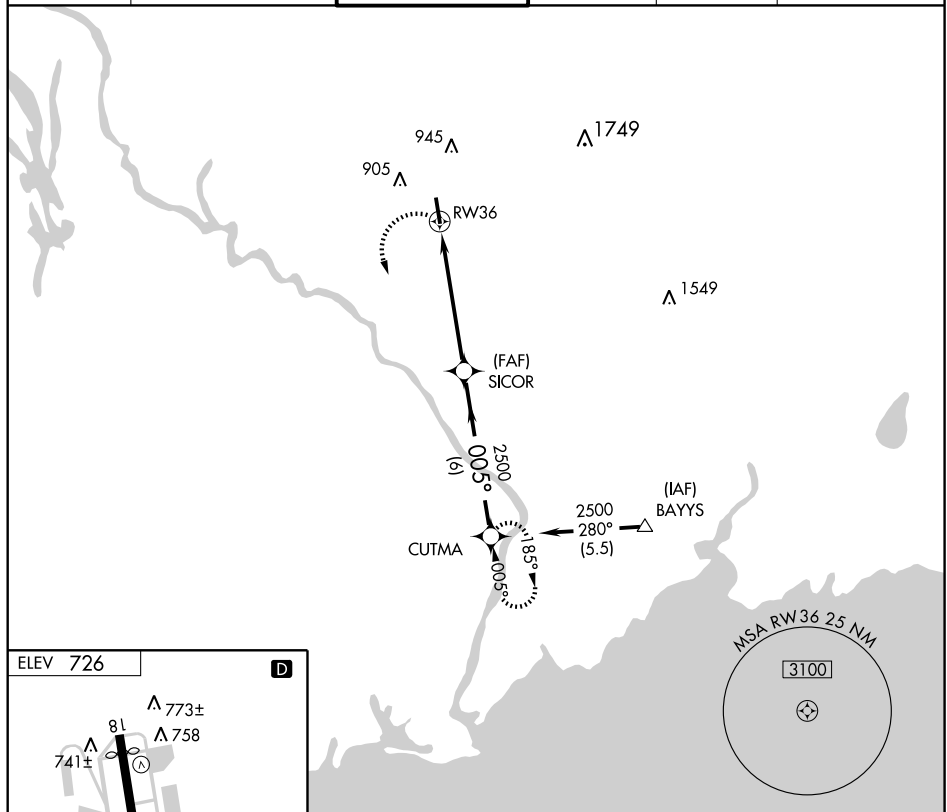 945
1749
905
RW36
1549
(FAF)
SICOR
2500
005°
(6)
(IAF)
BAYYS
2500
280°
(5.5)
CUTMA
185°
005°
MSA RW36 25 NM
3100
ELEV 726
D
773±
18
758
741±